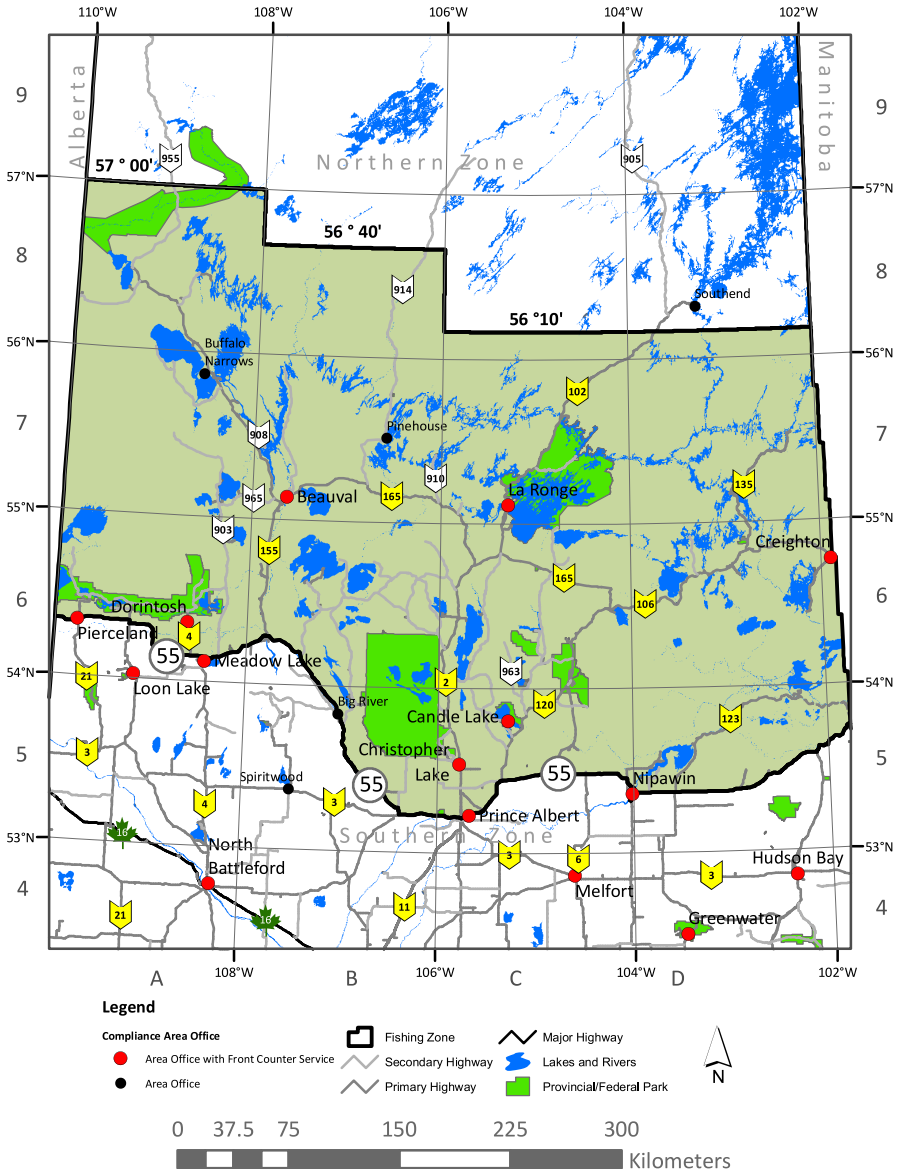 110°W
108°W
106°W
104°W
102°W
Alberta
Manitoba
9
9
955
905
57 ° 00'
Northern Zone
57°N
57°N
56 ° 40'
8
8
914
Southend
56 °10'
56°N
56°N
Buffalo
Narrows
102
7
7
908
Pinehouse
910
135
965
Beauval
165
La Ronge
55°N
55°N
903
155
Creighton
165
6
6
106
Dorintosh
Pierceland
4
55
Meadow Lake
21
Loon Lake
54°N
54°N
963
2
Big River
120
Candle Lake
123
5
5
3
Christopher
Lake
55
55
Spiritwood
Nipawin
4
3
Prince Albert
16
Southern Zone
53°N
53°N
North
Battleford
3
6
Hudson Bay
3
4
4
Melfort
21
11
16
Greenwater
108°W
106°W
104°W
102°W
A
B
C
D
Legend
Compliance Area Office
Area Office with Front Counter Service
Area Office
Fishing Zone
Secondary Highway
Primary Highway
Major Highway
Lakes and Rivers
Provincial/Federal Park
N
0 37.5 75 150 225 300
Kilometers